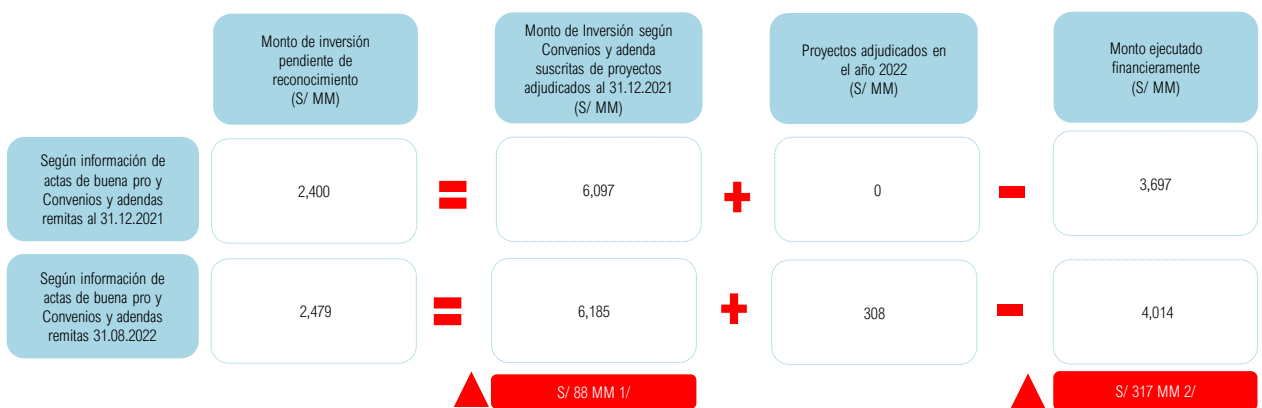 Monto de inversión
pendiente de
reconocimiento
(S/ MM)
Monto de Inversión según
Convenios y adenda
suscritas de proyectos
adjudicados al 31.12.2021
(S/ MM)
Proyectos adjudicados en
el año 2022
(S/ MM)
Monto ejecutado
financieramente
(S/ MM)
Según información de
actas de buena pro y
Convenios y adendas
remitas al 31.12.2021
2,400
=
6,097
+
0
-
3,697
Según información de
actas de buena pro y
Convenios y adendas
remitas 31.08.2022
2,479
=
6,185
+
308
-
4,014
S/ 88 MM 1/
S/ 317 MM 2/